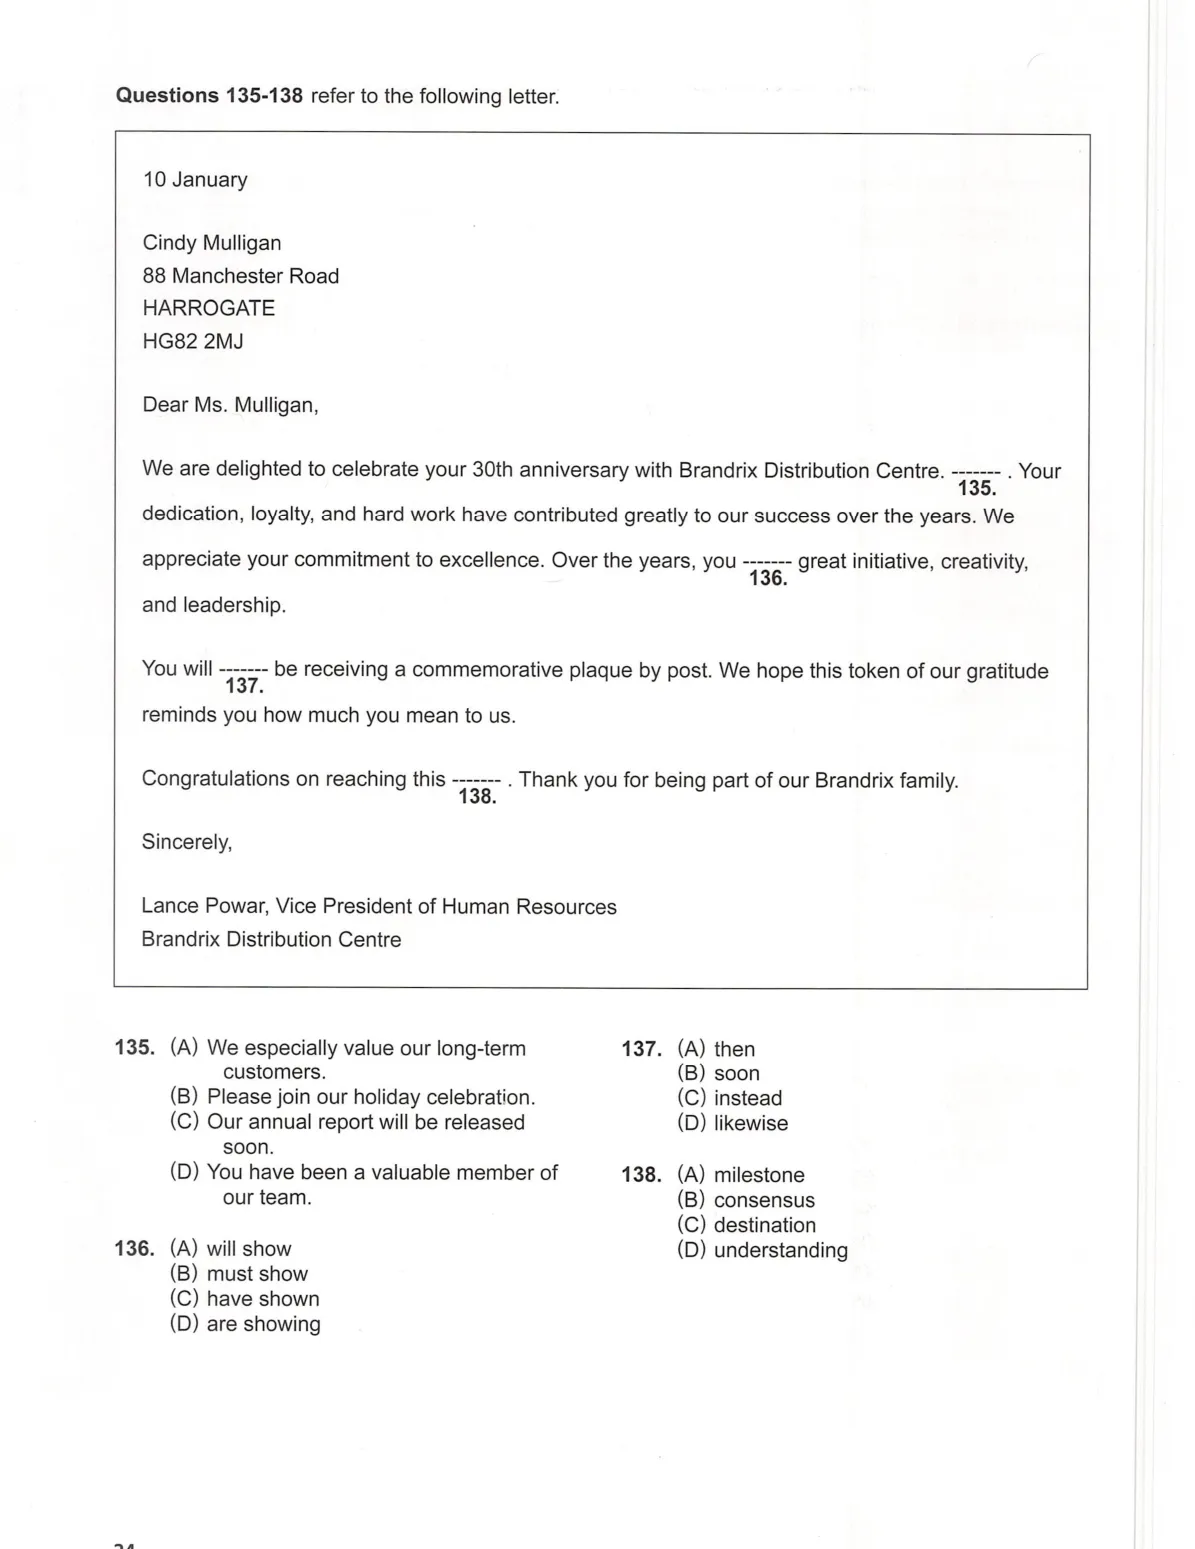 Questions 135-138 refer to the following letter.
10 January
Cindy Mulligan
88 Manchester Road
HARROGATE
HG82 2MJ
Dear Ms. Mulligan,
We are delighted to celebrate your 30th anniversary with Brandrix Distribution Centre. ------- . Your
135.
dedication, loyalty, and hard work have contributed greatly to our success over the years. We
appreciate your commitment to excellence. Over the years, you ------- great initiative, creativity,
136.
and leadership.
You will ------- be receiving a commemorative plaque by post. We hope this token of our gratitude
137.
reminds you how much you mean to us.
Congratulations on reaching this ------- . Thank you for being part of our Brandrix family.
138.
Sincerely,
Lance Powar, Vice President of Human Resources
Brandrix Distribution Centre
135. (A) We especially value our long-term
customers.
(B) Please join our holiday celebration.
(C) Our annual report will be released
soon.
(D) You have been a valuable member of
our team.
136. (A) will show
(B) must show
(C) have shown
(D) are showing
137. (A) then
(B) soon
(C) instead
(D) likewise
138. (A) milestone
(B) consensus
(C) destination
(D) understanding